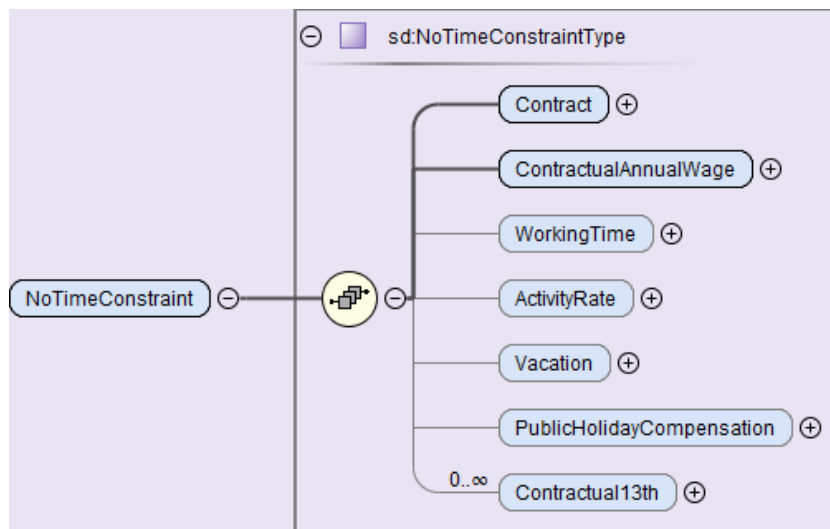 sd:NoTimeConstraintType
Contract
ContractualAnnualWage
WorkingTime
NoTimeConstraint
ActivityRate
Vacation
PublicHolidayCompensation
0..∞
Contractual13th